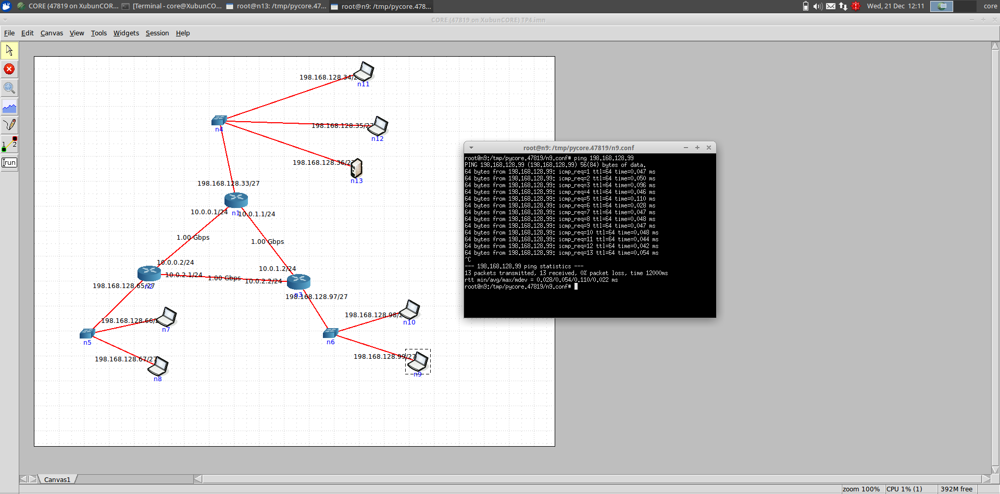 CORE (47819 on XubunCOR...
[Terminal - core@XubunCO...
root@n13: /tmp/pycore.47...
root@n9: /tmp/pycore.478...
Wed, 21 Dec 12:11
core
CORE (47819 on XubunCORE) TP4.imn
File Edit Canvas View Tools Widgets Session Help
1 2
run
198.168.128.34/2
n11
n4
198.168.128.35/27
n12
198.168.128.36/27
n13
198.168.128.33/27
10.0.0.1/24
n1
10.0.1.1/24
1.00 Gbps
1.00 Gbps
10.0.0.2/24
10.0.1.2/24
10.0.2.1/24
1.00 Gbps
10.0.2.2/24
198.168.128.65/27
n2
n3
198.168.128.97/27
198.168.128.66/2
n7
198.168.128.98/2
n10
n5
n6
198.168.128.67/27
n8
198.168.128.99/27
n9
root@n9: /tmp/pycore.47819/n9.conf
root@n9:/tmp/pycore.47819/n9.conf# ping 198.168.128.99
PING 198.168.128.99 (198.168.128.99) 56(84) bytes of data.
64 bytes from 198.168.128.99: icmp_req=1 ttl=64 time=0.047 ms
64 bytes from 198.168.128.99: icmp_req=2 ttl=64 time=0.050 ms
64 bytes from 198.168.128.99: icmp_req=3 ttl=64 time=0.096 ms
64 bytes from 198.168.128.99: icmp_req=4 ttl=64 time=0.046 ms
64 bytes from 198.168.128.99: icmp_req=5 ttl=64 time=0.110 ms
64 bytes from 198.168.128.99: icmp_req=6 ttl=64 time=0.028 ms
64 bytes from 198.168.128.99: icmp_req=7 ttl=64 time=0.047 ms
64 bytes from 198.168.128.99: icmp_req=8 ttl=64 time=0.048 ms
64 bytes from 198.168.128.99: icmp_req=9 ttl=64 time=0.047 ms
64 bytes from 198.168.128.99: icmp_req=10 ttl=64 time=0.048 ms
64 bytes from 198.168.128.99: icmp_req=11 ttl=64 time=0.044 ms
64 bytes from 198.168.128.99: icmp_req=12 ttl=64 time=0.042 ms
64 bytes from 198.168.128.99: icmp_req=13 ttl=64 time=0.054 ms
^C
--- 198.168.128.99 ping statistics ---
13 packets transmitted, 13 received, 0% packet loss, time 12000ms
rtt min/avg/max/mdev = 0.028/0.054/0.110/0.022 ms
root@n9:/tmp/pycore.47819/n9.conf#
Canvas1
zoom 100%
CPU 1% (1)
392M free